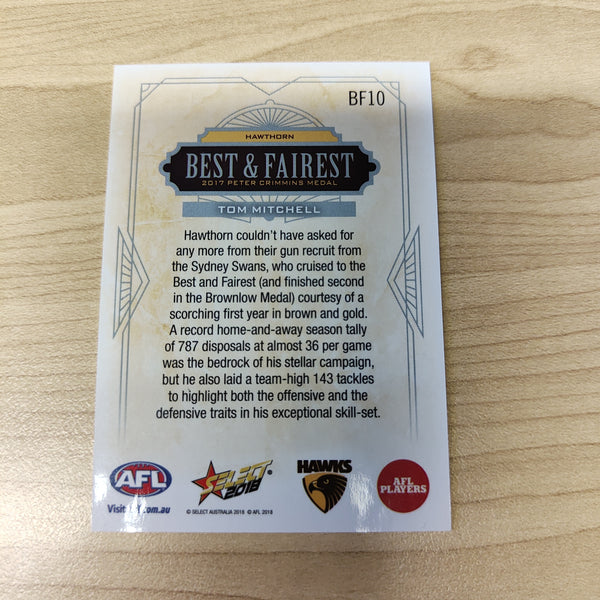 BF10
HAWTHORN
BEST & FAIREST
2017 PETER CRIMMINS MEDAL
TOM MITCHELL
Hawthorn couldn't have asked for
any more from their gun recruit from
the Sydney Swans, who cruised to the
Best and Fairest (and finished second
in the Brownlow Medal) courtesy of a
scorching first year in brown and gold.
A record home-and-away season tally
of 787 disposals at almost 36 per game
was the bedrock of his stellar campaign,
but he also laid a team-high 143 tackles
to highlight both the offensive and the
defensive traits in his exceptional skill-set.
AFL
SELECT
2018
HAWKS
AFL
PLAYERS
Visit .com.au
© SELECT AUSTRALIA 2018 © AFL 2018